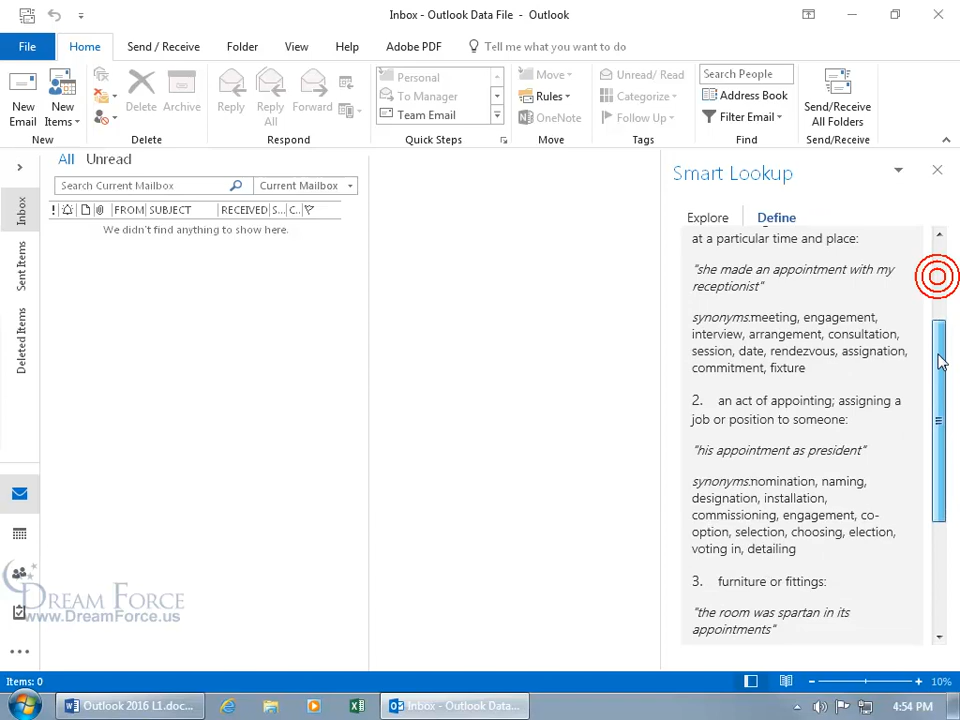 Inbox - Outlook Data File - Outlook
File Home Send / Receive Folder View Help Adobe PDF Tell me what you want to do
New Email
New Items
Delete
Archive
Reply
Reply All
Forward
Personal
To Manager
Team Email
Move
Rules
OneNote
Unread/ Read
Categorize
Follow Up
Search People
Address Book
Filter Email
Send/Receive All Folders
New Delete Respond Quick Steps Move Tags Find Send/Receive
All Unread
Search Current Mailbox Current Mailbox
! FROM SUBJECT RECEIVED S... C..
We didn't find anything to show here.
Inbox
Sent Items
Deleted Items
Smart Lookup
Explore Define
at a particular time and place:
"she made an appointment with my
receptionist"
synonyms:meeting, engagement,
interview, arrangement, consultation,
session, date, rendezvous, assignation,
commitment, fixture
2. an act of appointing; assigning a
job or position to someone:
"his appointment as president"
synonyms:nomination, naming,
designation, installation,
commissioning, engagement, co-
option, selection, choosing, election,
voting in, detailing
3. furniture or fittings:
"the room was spartan in its
appointments"
DREAM FORCE
www.DreamForce.us
Items: 0 10%
Outlook 2016 L1.doc... Inbox - Outlook Data... 4:54 PM